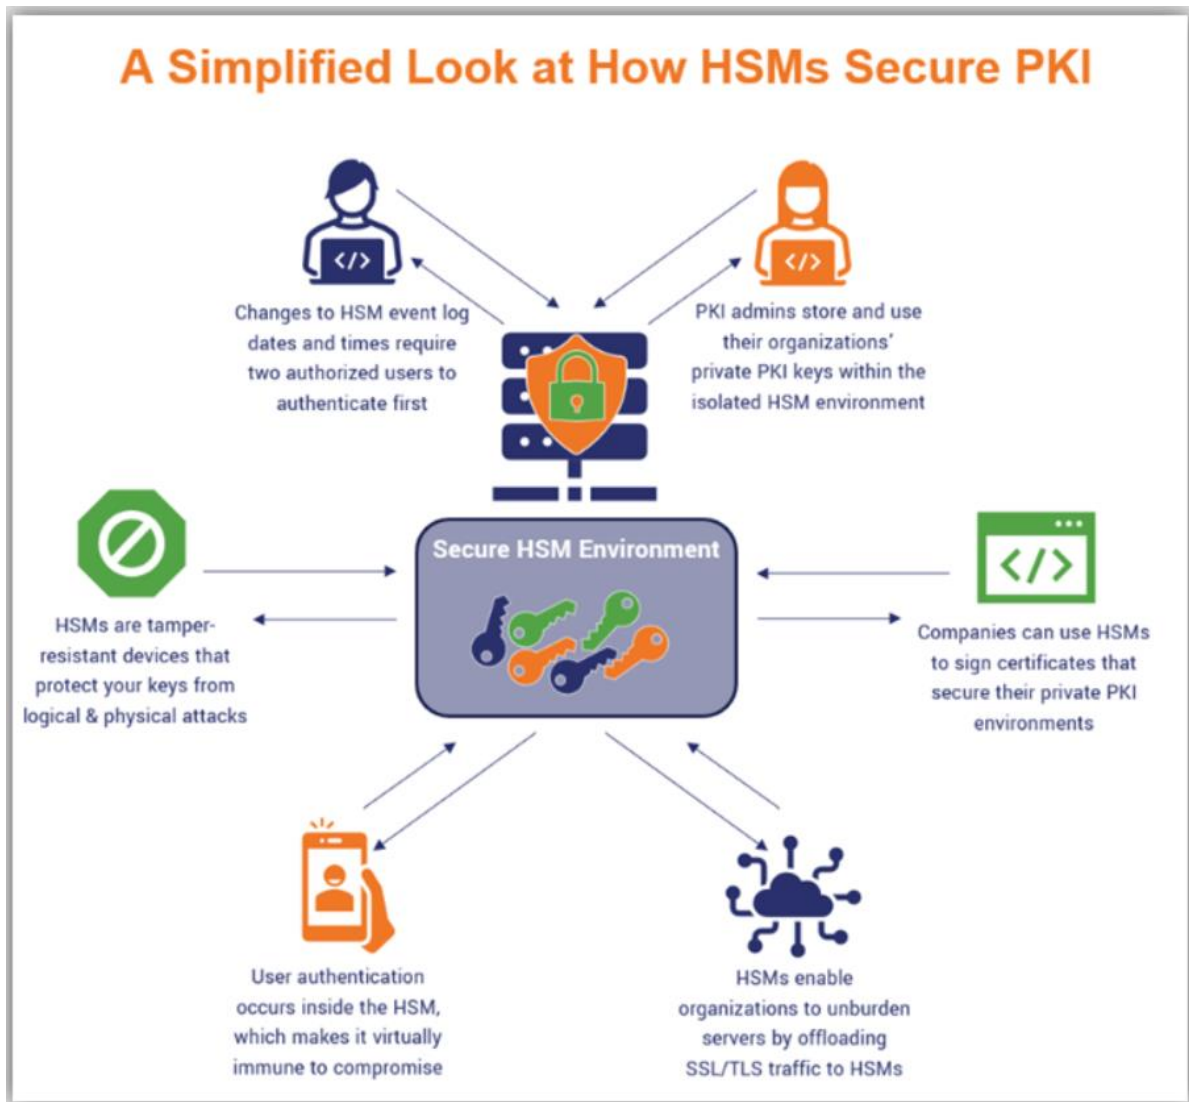 A Simplified Look at How HSMs Secure PKI
</>
</>
Changes to HSM event log
dates and times require
two authorized users to
authenticate first
PKI admins store and use
their organizations'
private PKI keys within the
isolated HSM environment
Secure HSM Environment
HSMs are tamper-
resistant devices that
protect your keys from
logical & physical attacks
</>
Companies can use HSMs
to sign certificates that
secure their private PKI
environments
User authentication
occurs inside the HSM,
which makes it virtually
immune to compromise
HSMs enable
organizations to unburden
servers by offloading
SSL/TLS traffic to HSMs